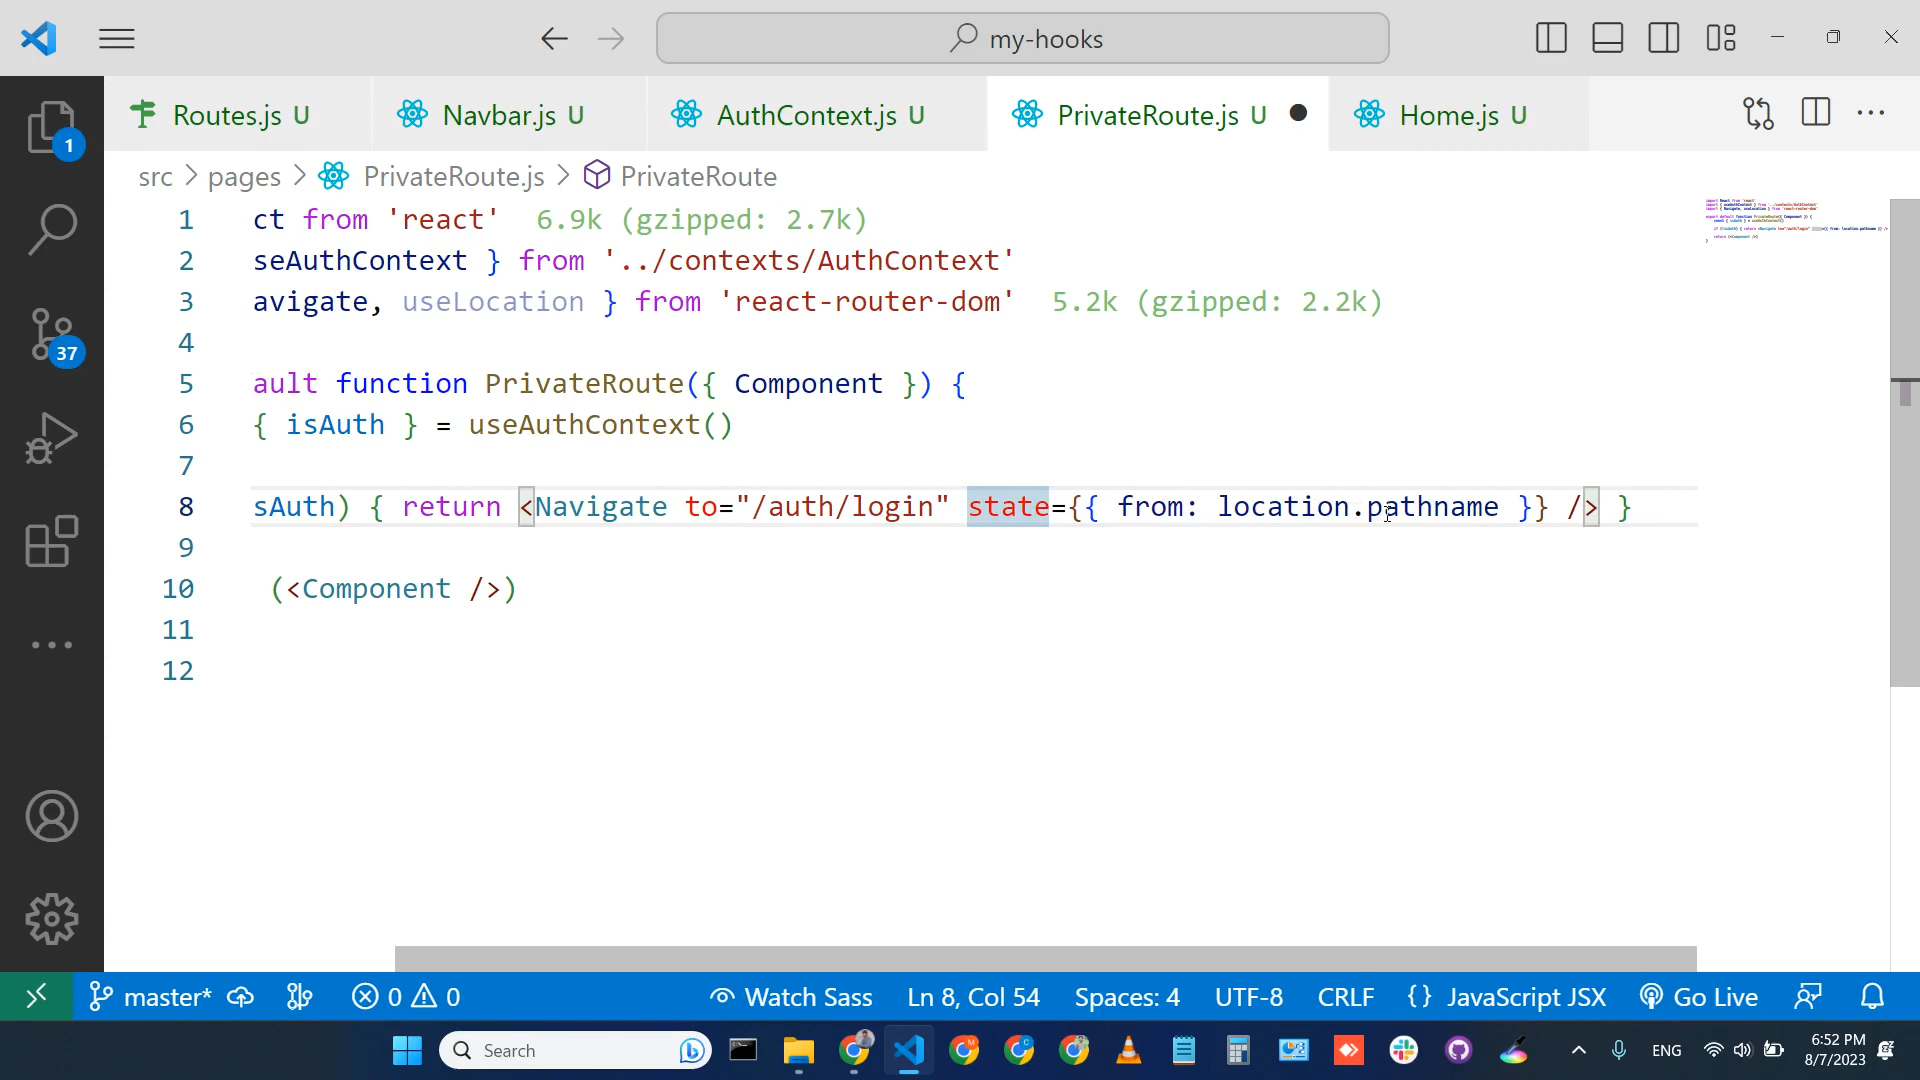 my-hooks
Routes.js U
Navbar.js U
AuthContext.js U
PrivateRoute.js U
Home.js U
src > pages > PrivateRoute.js > PrivateRoute
1 ct from 'react' 6.9k (gzipped: 2.7k)
2 seAuthContext } from '../contexts/AuthContext'
3 avigate, useLocation } from 'react-router-dom' 5.2k (gzipped: 2.2k)
4
5 ault function PrivateRoute({ Component }) {
6 { isAuth } = useAuthContext()
7
8 sAuth) { return <Navigate to="/auth/login" state={{ from: location.pathname }} /> }
9
10 (<Component />)
11
12
1
37
master* 0 0 Watch Sass Ln 8, Col 54 Spaces: 4 UTF-8 CRLF {} JavaScript JSX Go Live
Search
ENG
6:52 PM
8/7/2023